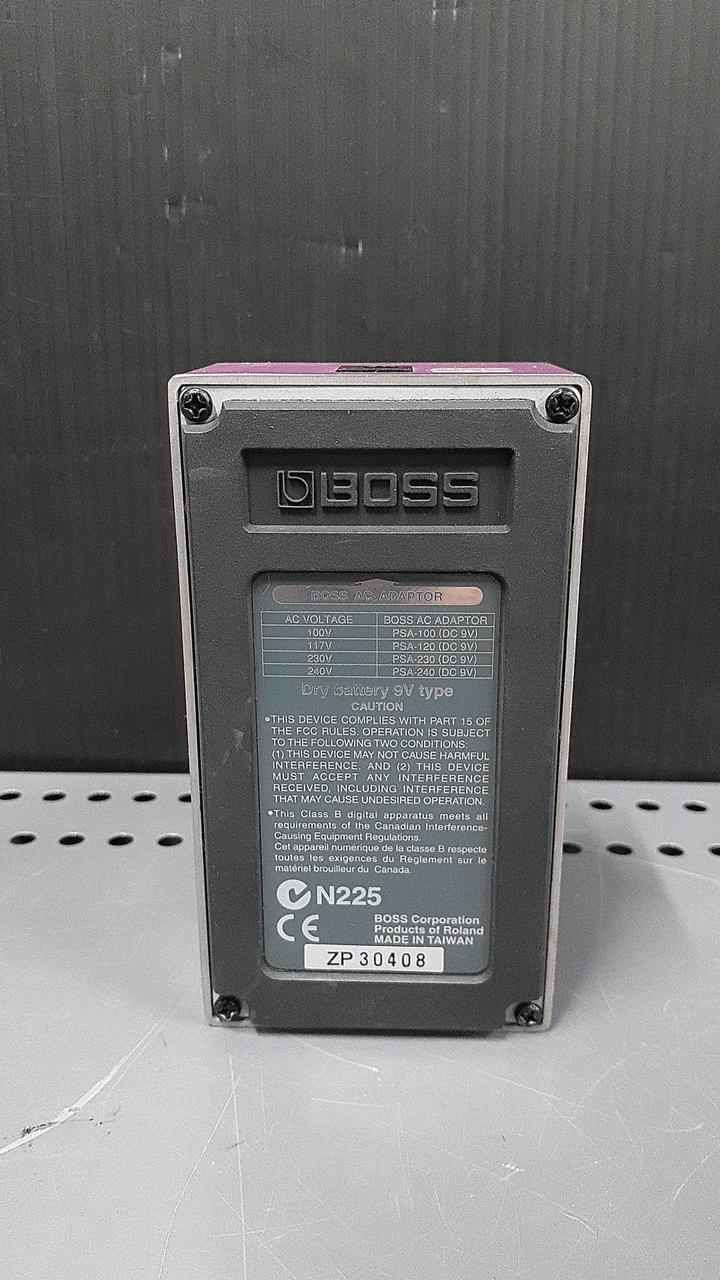 BOSS
BOSS AC ADAPTOR
AC VOLTAGE BOSS AC ADAPTOR
100V PSA-100 (DC 9V)
117V PSA-120 (DC 9V)
230V PSA-230 (DC 9V)
240V PSA-240 (DC 9V)
Dry battery 9V type
CAUTION
•THIS DEVICE COMPLIES WITH PART 15 OF
THE FCC RULES. OPERATION IS SUBJECT
TO THE FOLLOWING TWO CONDITIONS:
(1) THIS DEVICE MAY NOT CAUSE HARMFUL
INTERFERENCE, AND (2) THIS DEVICE
MUST ACCEPT ANY INTERFERENCE
RECEIVED, INCLUDING INTERFERENCE
THAT MAY CAUSE UNDESIRED OPERATION.
•This Class B digital apparatus meets all
requirements of the Canadian Interference-
Causing Equipment Regulations.
Cet appareil numérique de la classe B respecte
toutes les exigences du Règlement sur le
matériel brouilleur du Canada.
N225
CE
BOSS Corporation
Products of Roland
MADE IN TAIWAN
ZP 30408